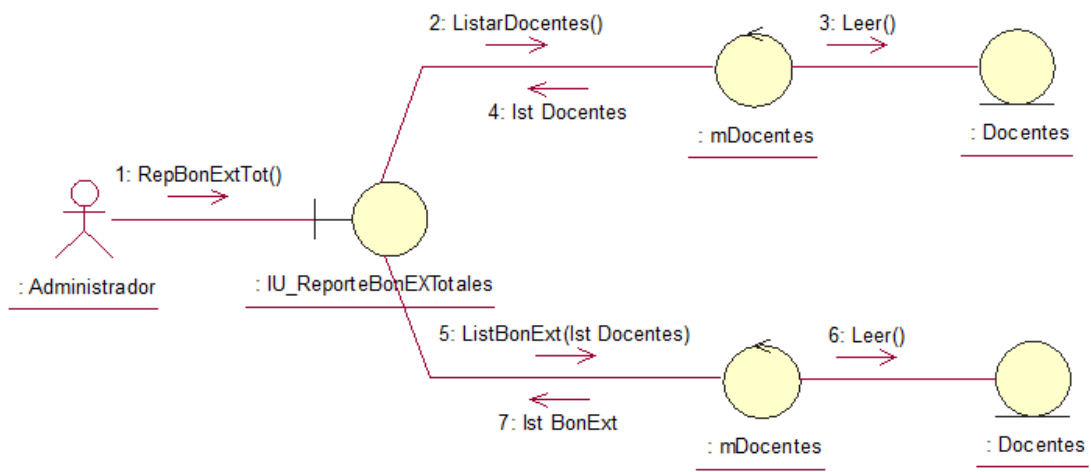 2: ListarDocentes()
3: Leer()
4: lst Docentes
: mDocentes
: Docentes
1: RepBonExtTot()
: Administrador
: IU_ReporteBonEXTotales
5: ListBonExt(lst Docentes)
6: Leer()
7: lst BonExt
: mDocentes
: Docentes